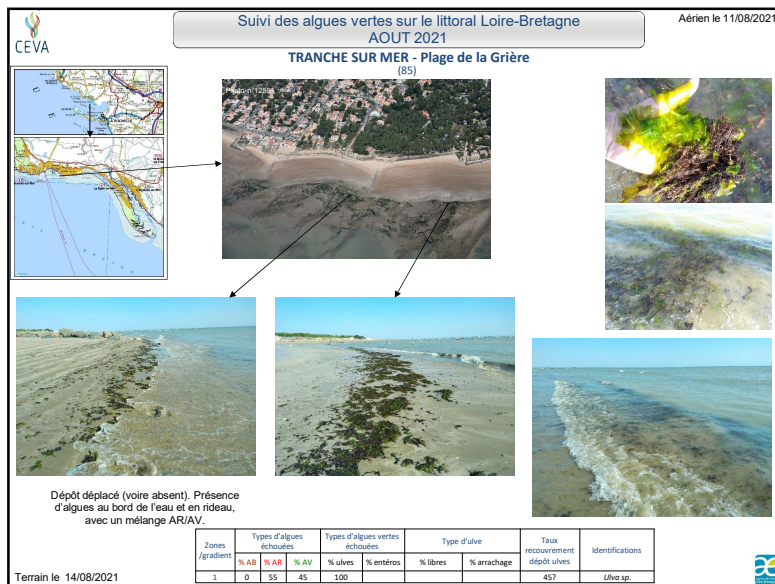 Suivi des algues vertes sur le littoral Loire-Bretagne
AOUT 2021
Aérien le 11/08/2021
CEVA
TRANCHE SUR MER - Plage de la Grière
(85)
Dépôt déplacé (voire absent). Présence
d'algues au bord de l'eau et en rideau,
avec un mélange AR/AV.
Zones /gradient | Types d'algues échouées | Types d'algues vertes échouées | Type d'ulve | Taux recouvrement dépôt ulves | Identifications
% AB | % AR | % AV | % ulves | % entéros | % libres | % arrachage
1 | 0 | 55 | 45 | 100 | 45? | Ulva sp.
Terrain le 14/08/2021